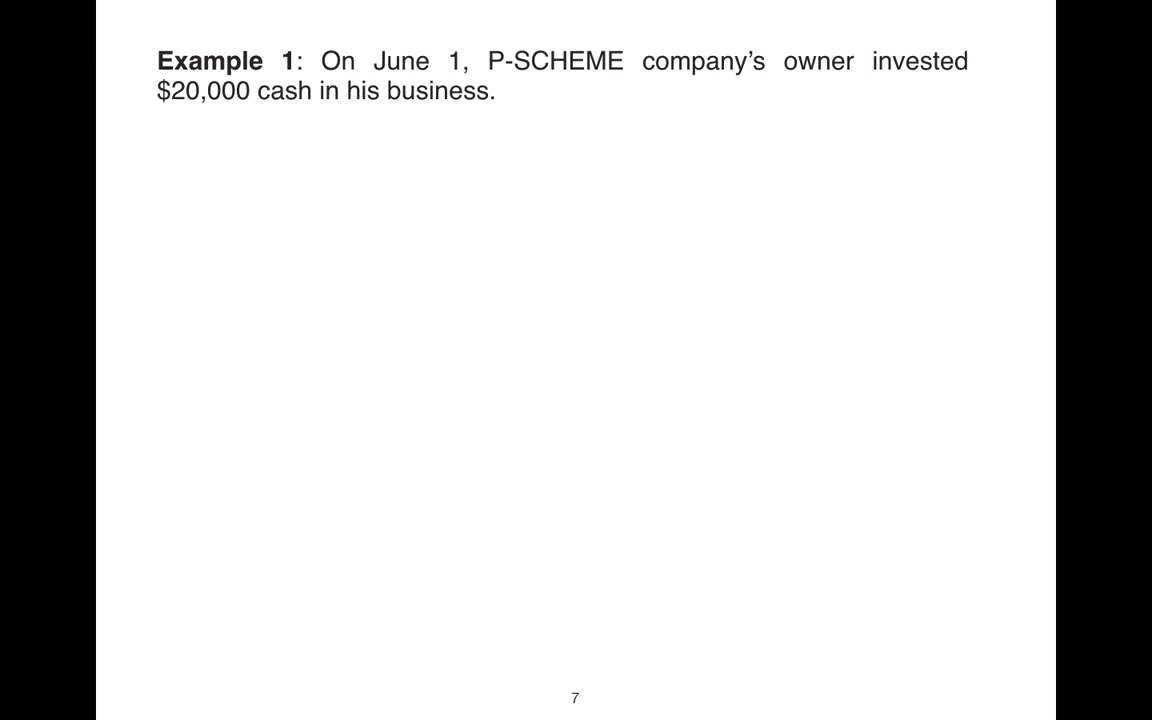 Example 1: On June 1, P-SCHEME company’s owner invested
$20,000 cash in his business.
7